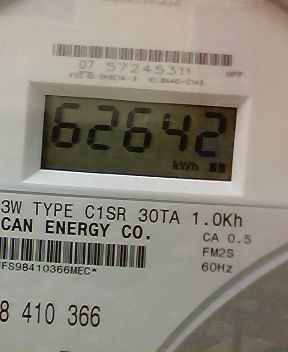 07 57245311 MPP
62642
kWh
3W TYPE C1SR 30TA 1.0Kh
CAN ENERGY CO.
CA 0.5
FM2S
FS98410366MEC*
60Hz
8 410 366